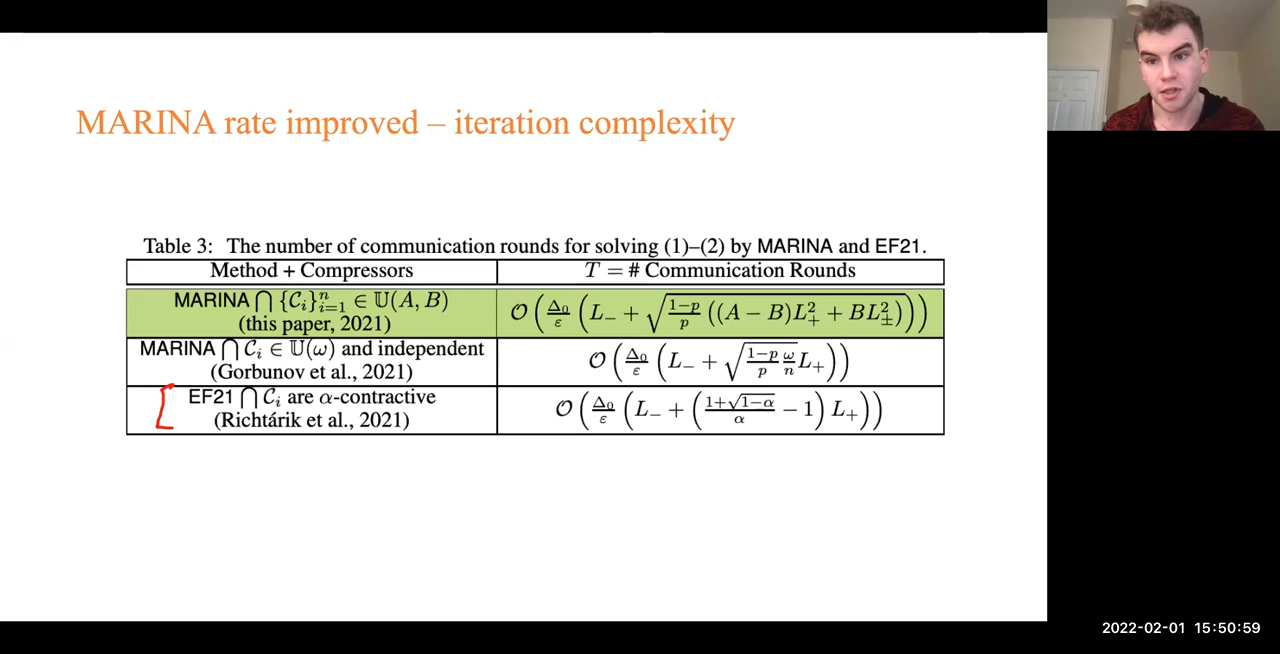 MARINA rate improved – iteration complexity
Table 3: The number of communication rounds for solving (1)–(2) by MARINA and EF21.
Method + Compressors
T = # Communication Rounds
MARINA ⋂ {𝒞ᵢ}ⁿᵢ₌₁ ∈ 𝕌(A, B)
(this paper, 2021)
𝒪(Δ₀/ε (L₋ + √(1−p/p ((A − B)L₊² + BL±²))))
MARINA ⋂ 𝒞ᵢ ∈ 𝕌(ω) and independent
(Gorbunov et al., 2021)
𝒪(Δ₀/ε (L₋ + √(1−p/p ω/n) L₊))
EF21 ⋂ 𝒞ᵢ are α-contractive
(Richtárik et al., 2021)
𝒪(Δ₀/ε (L₋ + (1+√1−α/α − 1) L₊))
2022-02-01 15:50:59